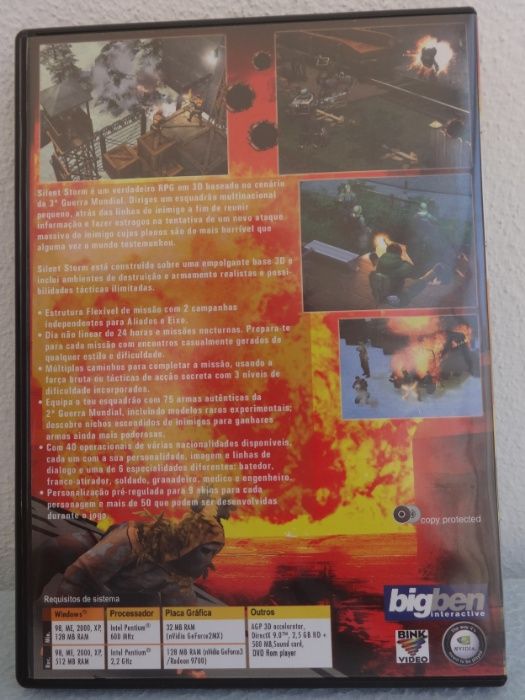 Silent Storm é um verdadeiro RPG em 3D baseado no cenário
da 3ª Guerra Mundial. Diriges um esquadrão multinacional
pequeno, atrás das linhas do inimigo a fim de reunir
informação e fazer estragos na tentativa de um novo ataque
massivo do inimigo cujos planos são do mais horrível que
alguma vez o mundo testemunhou.
Silent Storm está construido sobre uma empolgante base 3D e
inclui ambientes de destruição e armamento realistas e possi-
bilidades tácticas ilimitadas.
• Estrutura Flexível de missão com 2 campanhas
independentes para Aliados e Eixo.
• Dia não linear de 24 horas e missões nocturnas. Prepara-te
para cada missão com encontros casualmente gerados de
qualquer estilo e dificuldade.
• Múltiplos caminhos para completar a missão, usando a
força bruta ou tácticas de acção secreta com 3 níveis de
dificuldade incorporados.
• Equipa o teu esquadrão com 75 armas autênticas da
2ª Guerra Mundial, incluindo modelos raros experimentais;
descobre nichos escondidos de inimigos para ganhares
armas ainda mais poderosas.
• Com 40 operacionais de várias nacionalidades disponíveis,
cada um com a sua personalidade, imagem e linhas de
dialogo e uma de 6 especialidades diferentes: batedor,
franco-atirador, soldado, granadeiro, médico e engenheiro.
• Personalização pré-regulada para 9 skins para cada
personagem e mais de 50 que podem ser desenvolvidas
durante o jogo.
copy protected
Requisitos de sistema
bigben
interactive
Windows® Processador Placa Gráfica Outros
Min. 98, ME, 2000, XP, 128 MB RAM Intel Pentium® 600 MHz 32 MB RAM (nVidia GeForce2MX)
Rec. 98, ME, 2000, XP, 512 MB RAM Intel Pentium® 2,2 GHz 128 MB RAM (nVidia GeForce3 /Radeon 9700)
AGP 3D accelerator,
DirectX 9.0™, 2,5 GB HD +
580 MB,Sound card,
DVD Rom player
BINK
VIDEO
NVIDIA